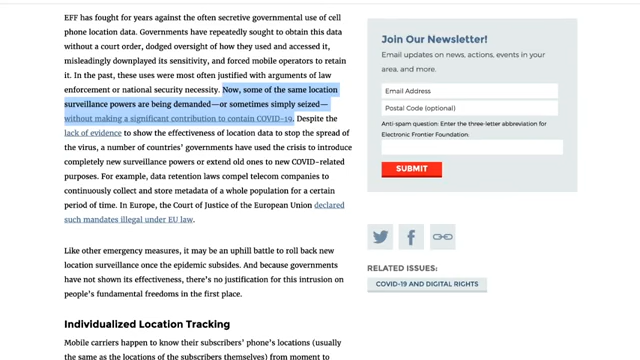 EFF has fought for years against the often secretive governmental use of cell
phone location data. Governments have repeatedly sought to obtain this data
without a court order, dodged oversight of how they used and accessed it,
misleadingly downplayed its sensitivity, and forced mobile operators to retain
it. In the past, these uses were most often justified with arguments of law
enforcement or national security necessity. Now, some of the same location
surveillance powers are being demanded—or sometimes simply seized—
without making a significant contribution to contain COVID-19. Despite the
lack of evidence to show the effectiveness of location data to stop the spread of
the virus, a number of countries’ governments have used the crisis to introduce
completely new surveillance powers or extend old ones to new COVID-related
purposes. For example, data retention laws compel telecom companies to
continuously collect and store metadata of a whole population for a certain
period of time. In Europe, the Court of Justice of the European Union declared
such mandates illegal under EU law.
Like other emergency measures, it may be an uphill battle to roll back new
location surveillance once the epidemic subsides. And because governments
have not shown its effectiveness, there’s no justification for this intrusion on
people’s fundamental freedoms in the first place.
Individualized Location Tracking
Mobile carriers happen to know their subscribers’ phone’s locations (usually
the same as the locations of the subscribers themselves) from moment to
Join Our Newsletter!
Email updates on news, actions, events in your
area, and more.
Email Address
Postal Code (optional)
Anti-spam question: Enter the three-letter abbreviation for
Electronic Frontier Foundation.
SUBMIT
RELATED ISSUES:
COVID-19 AND DIGITAL RIGHTS